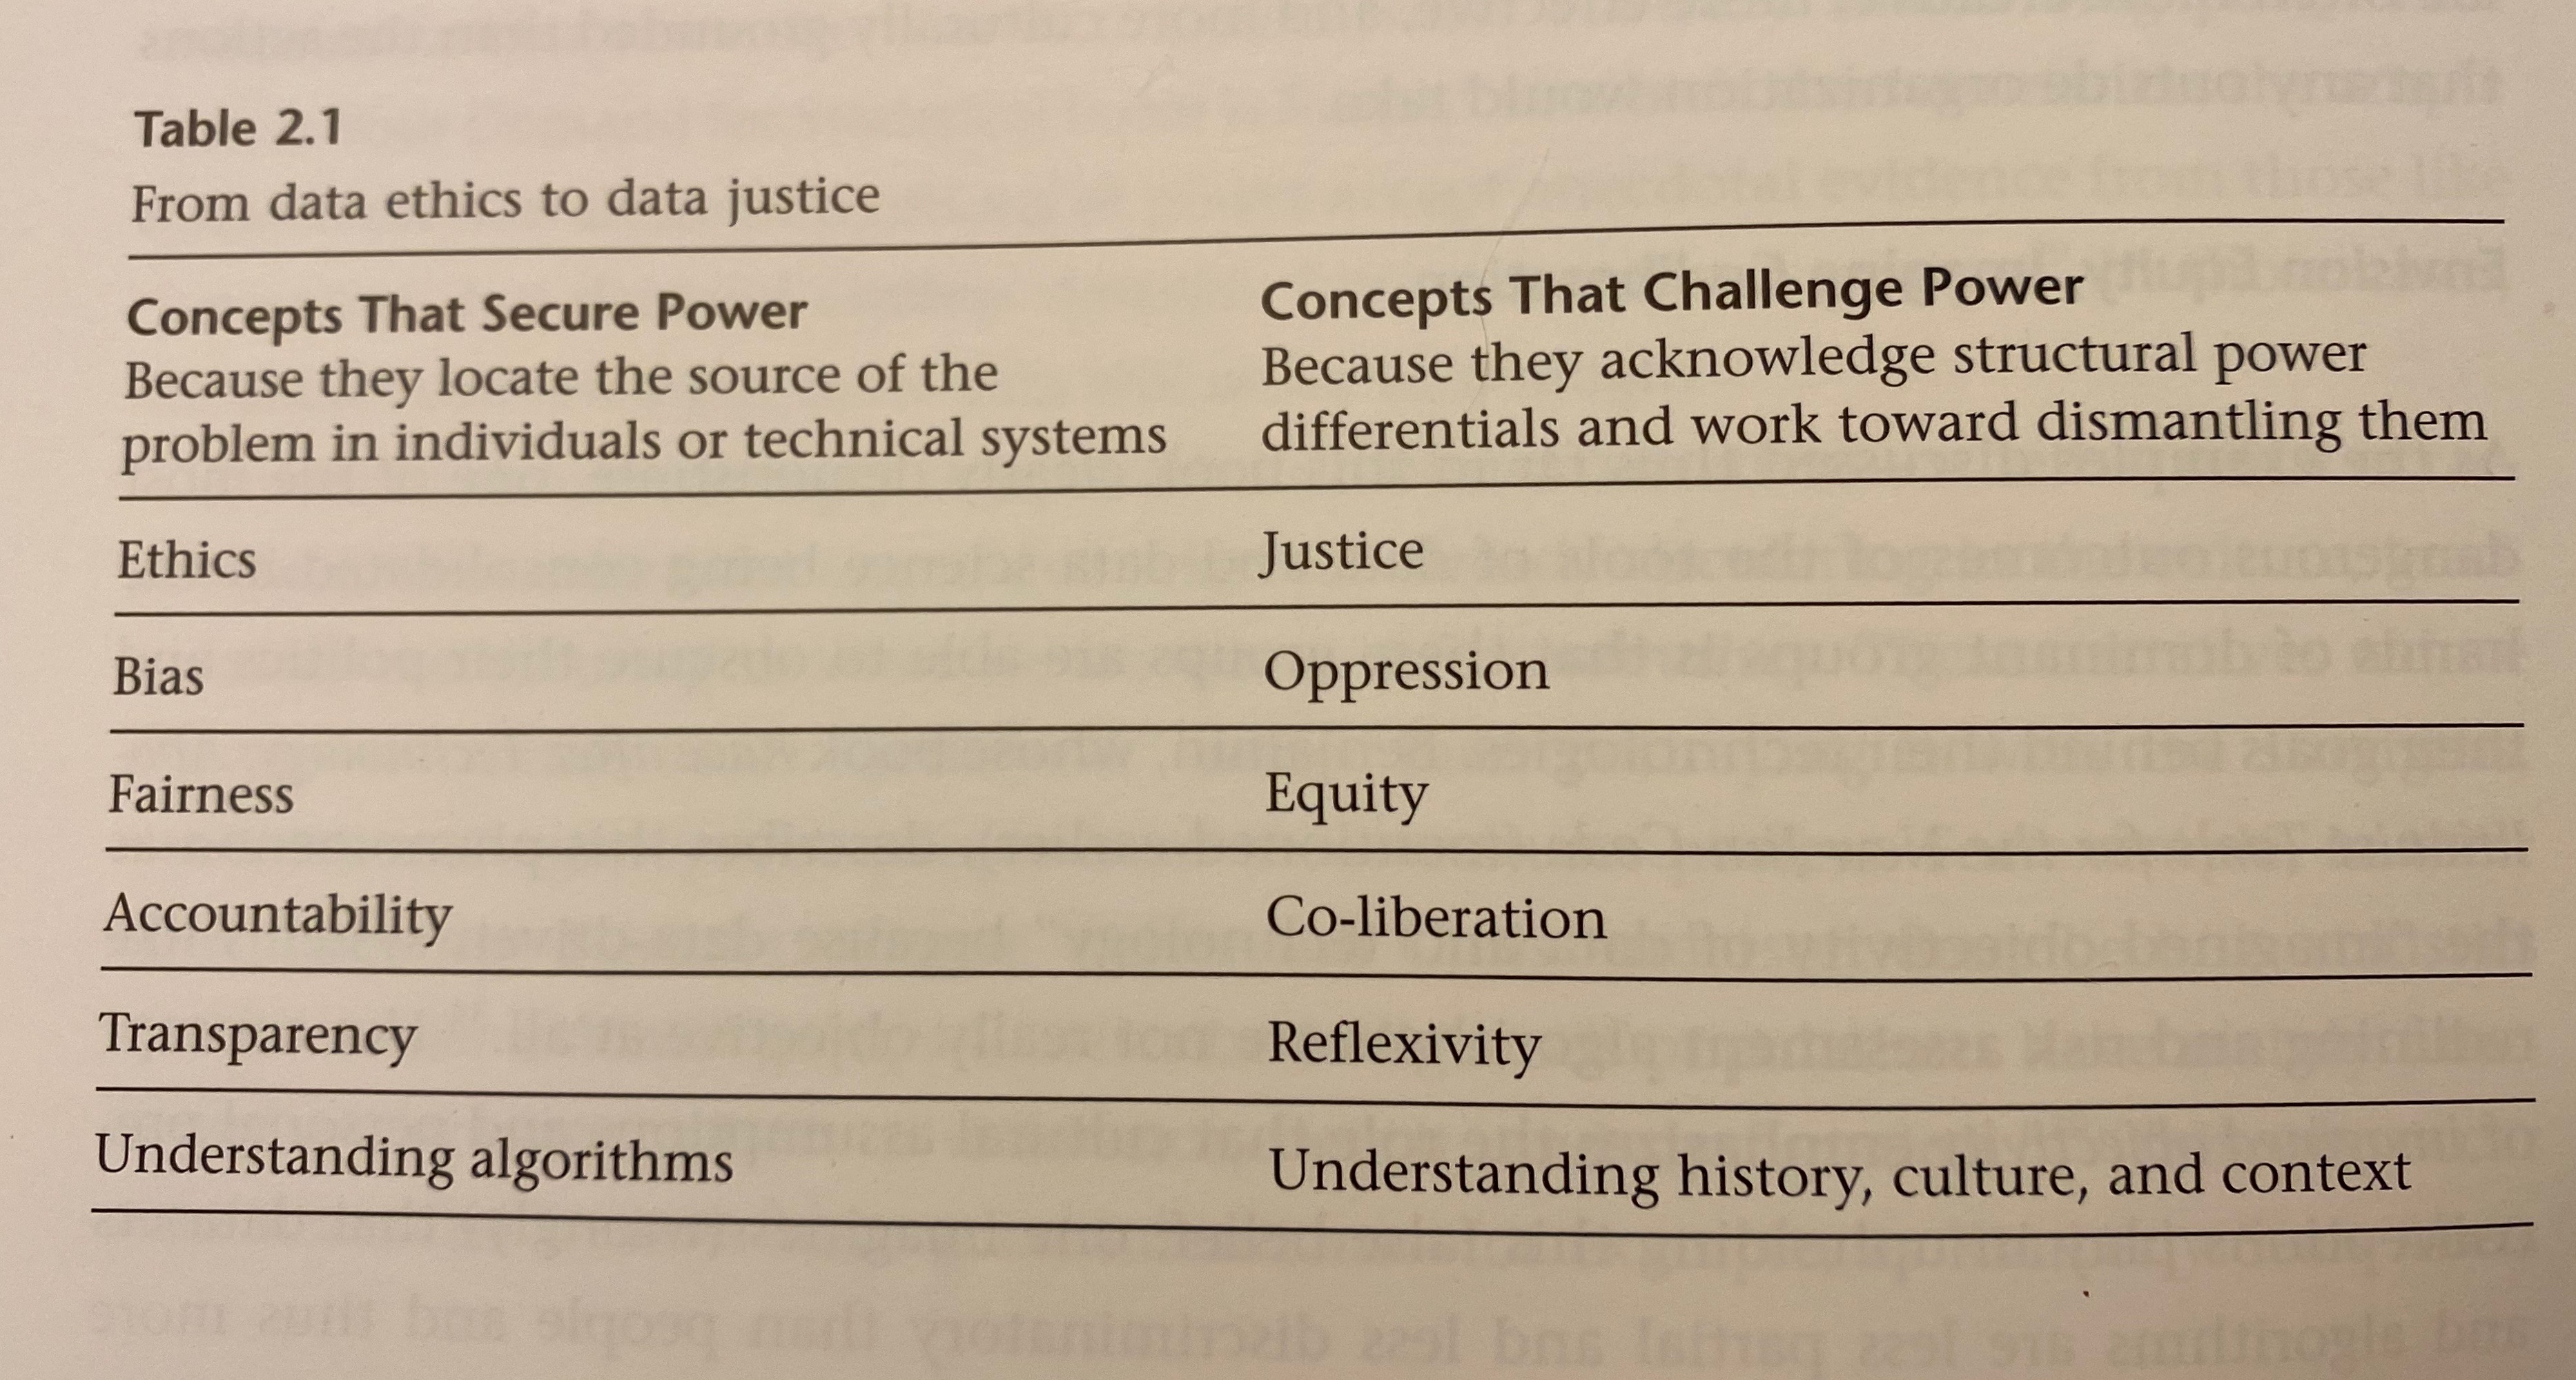 Table 2.1
From data ethics to data justice
Concepts That Secure Power
Because they locate the source of the
problem in individuals or technical systems
Concepts That Challenge Power
Because they acknowledge structural power
differentials and work toward dismantling them
Ethics
Justice
Bias
Oppression
Fairness
Equity
Accountability
Co-liberation
Transparency
Reflexivity
Understanding algorithms
Understanding history, culture, and context